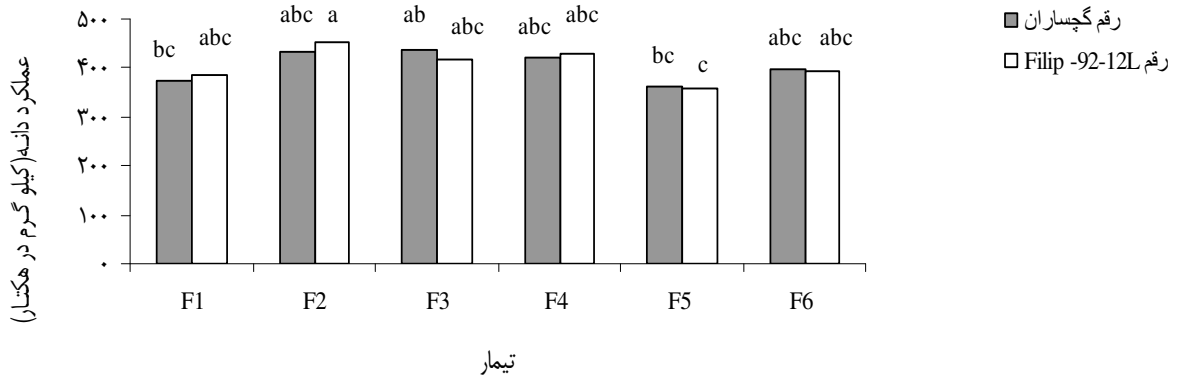 رقم گچساران
رقم Filip -92-12L
عملکرد دانه(کیلو گرم در هکتار)
۵۰۰
۴۰۰
۳۰۰
۲۰۰
۱۰۰
۰
bc abc abc a ab abc abc abc bc c abc abc
F1 F2 F3 F4 F5 F6
تیمار